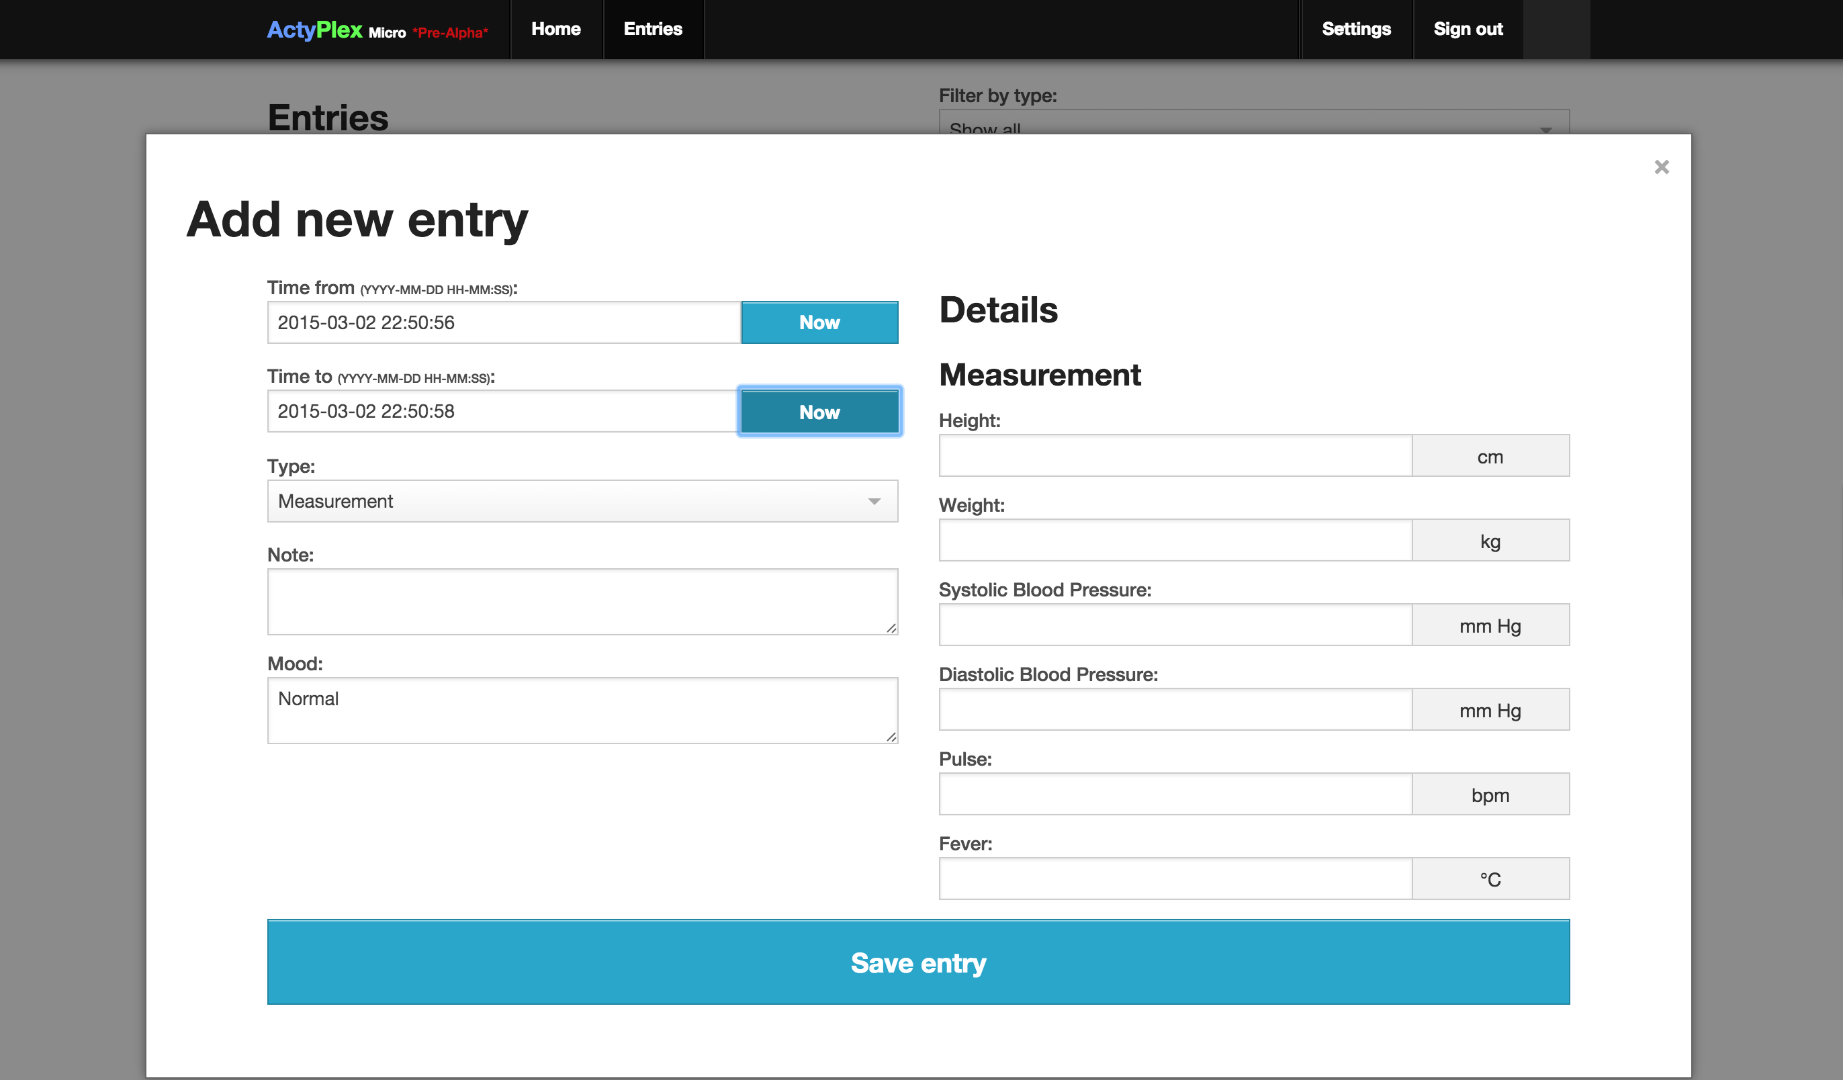 ActyPlex Micro *Pre-Alpha* Home Entries Settings Sign out
Entries
Filter by type:
Show all
×
Add new entry
Time from (YYYY-MM-DD HH-MM:SS):
2015-03-02 22:50:56 Now
Time to (YYYY-MM-DD HH-MM:SS):
2015-03-02 22:50:58 Now
Type:
Measurement
Note:
Mood:
Normal
Details
Measurement
Height:
cm
Weight:
kg
Systolic Blood Pressure:
mm Hg
Diastolic Blood Pressure:
mm Hg
Pulse:
bpm
Fever:
°C
Save entry